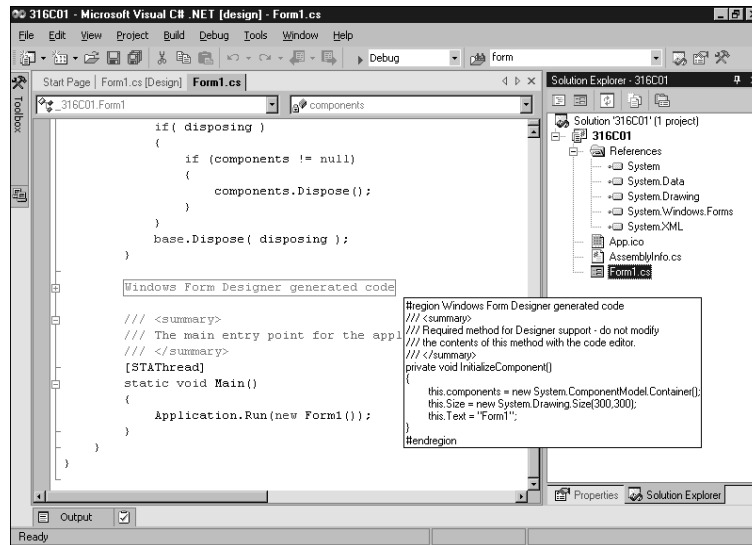 316C01 - Microsoft Visual C# .NET [design] - Form1.cs
File Edit View Project Build Debug Tools Window Help
Debug
form
Toolbox
Start Page Form1.cs [Design] Form1.cs
_316C01.Form1
components
if( disposing )
{
if (components != null)
{
components.Dispose();
}
}
base.Dispose( disposing );
}
Windows Form Designer generated code
/// <summary>
/// The main entry point for the appl
/// </summary>
[STAThread]
static void Main()
{
Application.Run(new Form1());
}
}
}
#region Windows Form Designer generated code
/// <summary>
/// Required method for Designer support - do not modify
/// the contents of this method with the code editor.
/// </summary>
private void InitializeComponent()
{
this.components = new System.ComponentModel.Container();
this.Size = new System.Drawing.Size(300,300);
this.Text = "Form1";
}
#endregion
Solution Explorer - 316C01
Solution '316C01' (1 project)
316C01
References
System
System.Data
System.Drawing
System.Windows.Forms
System.XML
App.ico
AssemblyInfo.cs
Form1.cs
Properties Solution Explorer
Output
Ready